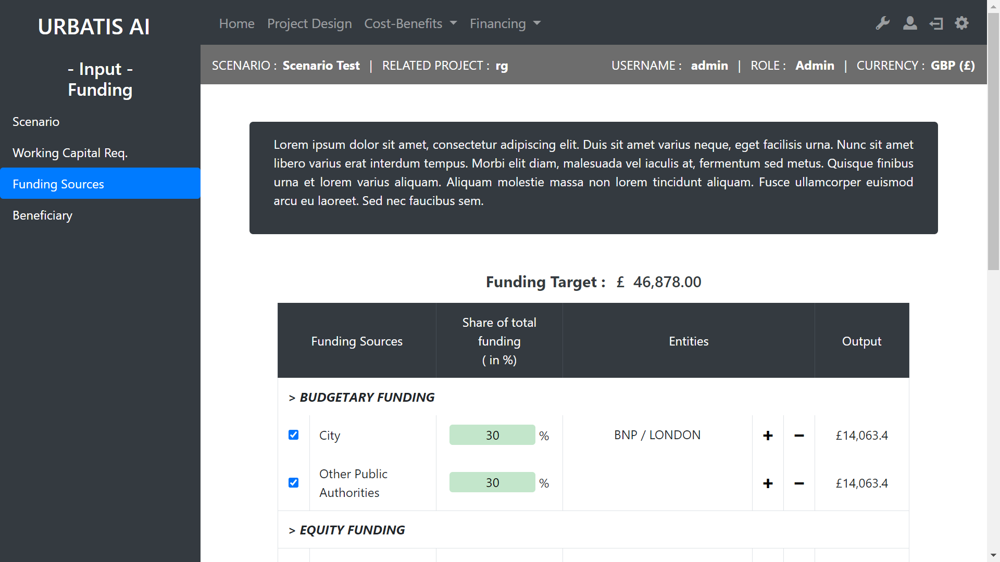 URBATIS AI
Home Project Design Cost-Benefits Financing
- Input -
Funding
Scenario
Working Capital Req.
Funding Sources
Beneficiary
SCENARIO : Scenario Test | RELATED PROJECT : rg
USERNAME : admin | ROLE : Admin | CURRENCY : GBP (£)
Lorem ipsum dolor sit amet, consectetur adipiscing elit. Duis sit amet varius neque, eget facilisis urna. Nunc sit amet
libero varius erat interdum tempus. Morbi elit diam, malesuada vel iaculis at, fermentum sed metus. Quisque finibus
urna et lorem varius aliquam. Aliquam molestie massa non lorem tincidunt aliquam. Fusce ullamcorper euismod
arcu eu laoreet. Sed nec faucibus sem.
Funding Target : £ 46,878.00
Funding Sources
Share of total
funding
( in %)
Entities
Output
> BUDGETARY FUNDING
City 30 % BNP / LONDON + − £14,063.4
Other Public
Authorities
30 % + − £14,063.4
> EQUITY FUNDING